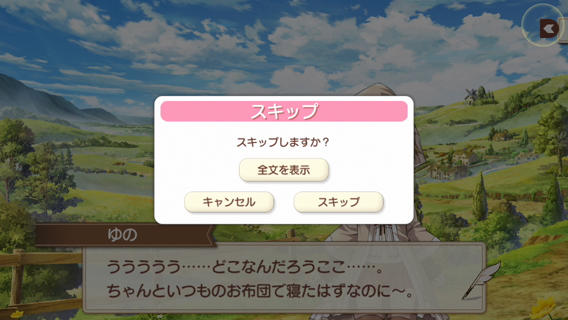 スキップ
スキップしますか？
全文を表示
キャンセル
スキップ
ゆの
うううううう……どこなんだろうここ……。
ちゃんといつものお布団で寝たはずなのに〜。